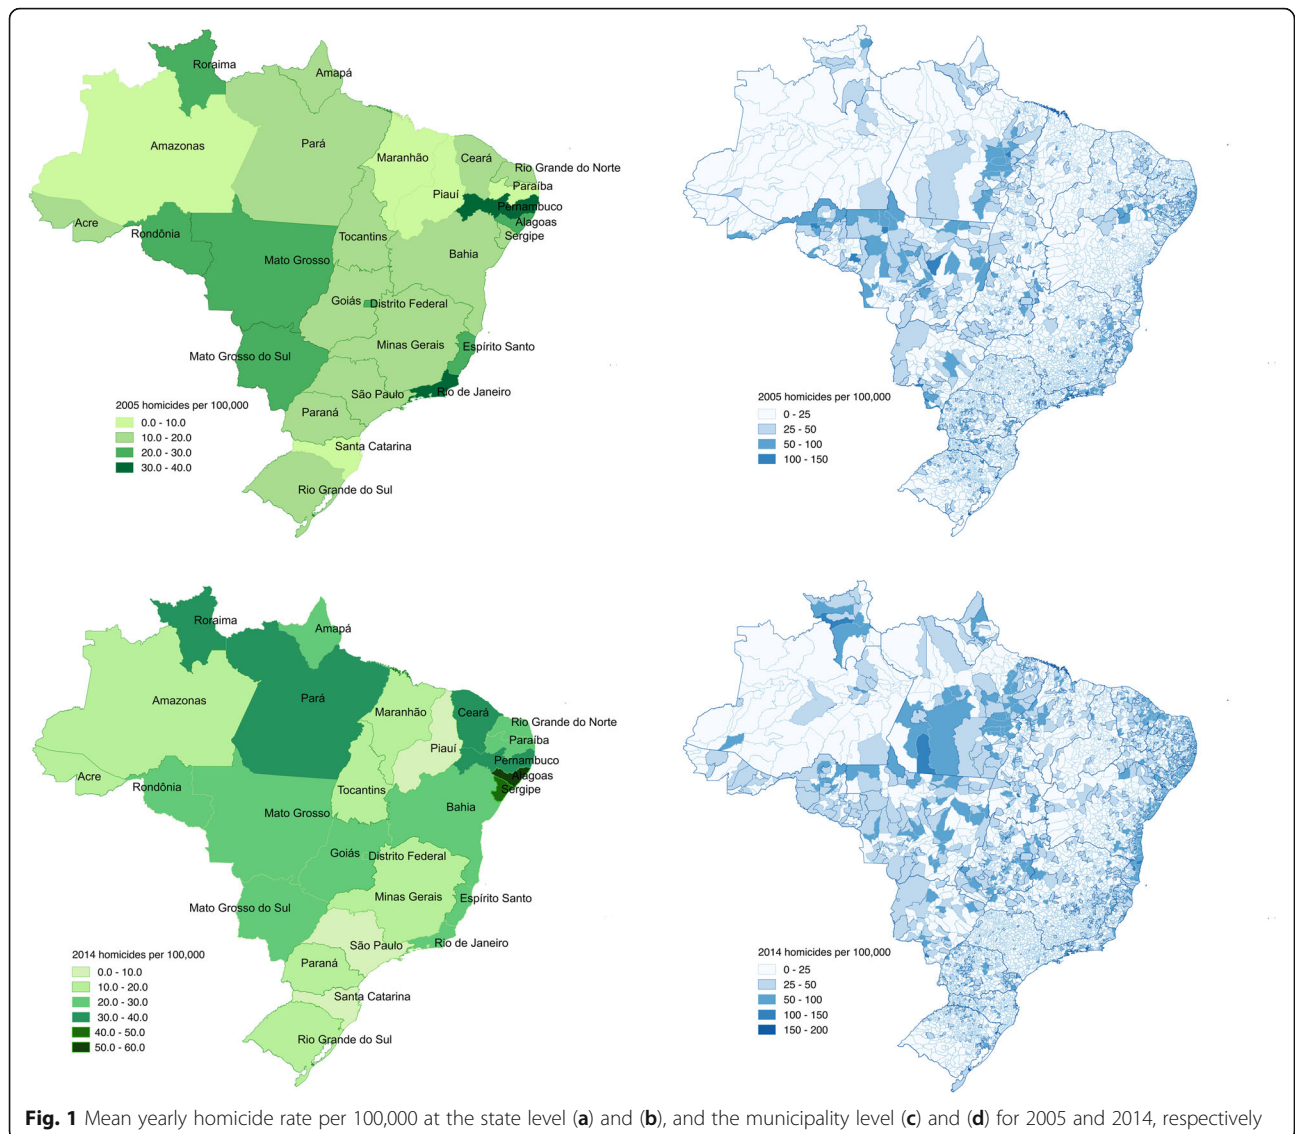 Roraima
Amapá
Amazonas
Pará
Maranhão
Ceará
Rio Grande do Norte
Piauí
Paraíba
Pernambuco
Alagoas
Sergipe
Acre
Rondônia
Tocantins
Bahia
Mato Grosso
Goiás
Distrito Federal
Minas Gerais
Espírito Santo
Mato Grosso do Sul
São Paulo
Rio de Janeiro
Paraná
Santa Catarina
Rio Grande do Sul
2005 homicides per 100,000
0.0 - 10.0
10.0 - 20.0
20.0 - 30.0
30.0 - 40.0
2005 homicides per 100,000
0 - 25
25 - 50
50 - 100
100 - 150
Roraima
Amapá
Amazonas
Pará
Maranhão
Ceará
Rio Grande do Norte
Piauí
Paraíba
Pernambuco
Alagoas
Sergipe
Acre
Rondônia
Tocantins
Bahia
Mato Grosso
Goiás
Distrito Federal
Minas Gerais
Espírito Santo
Mato Grosso do Sul
São Paulo
Rio de Janeiro
Paraná
Santa Catarina
Rio Grande do Sul
2014 homicides per 100,000
0.0 - 10.0
10.0 - 20.0
20.0 - 30.0
30.0 - 40.0
40.0 - 50.0
50.0 - 60.0
2014 homicides per 100,000
0 - 25
25 - 50
50 - 100
100 - 150
150 - 200
Fig. 1 Mean yearly homicide rate per 100,000 at the state level (a) and (b), and the municipality level (c) and (d) for 2005 and 2014, respectively